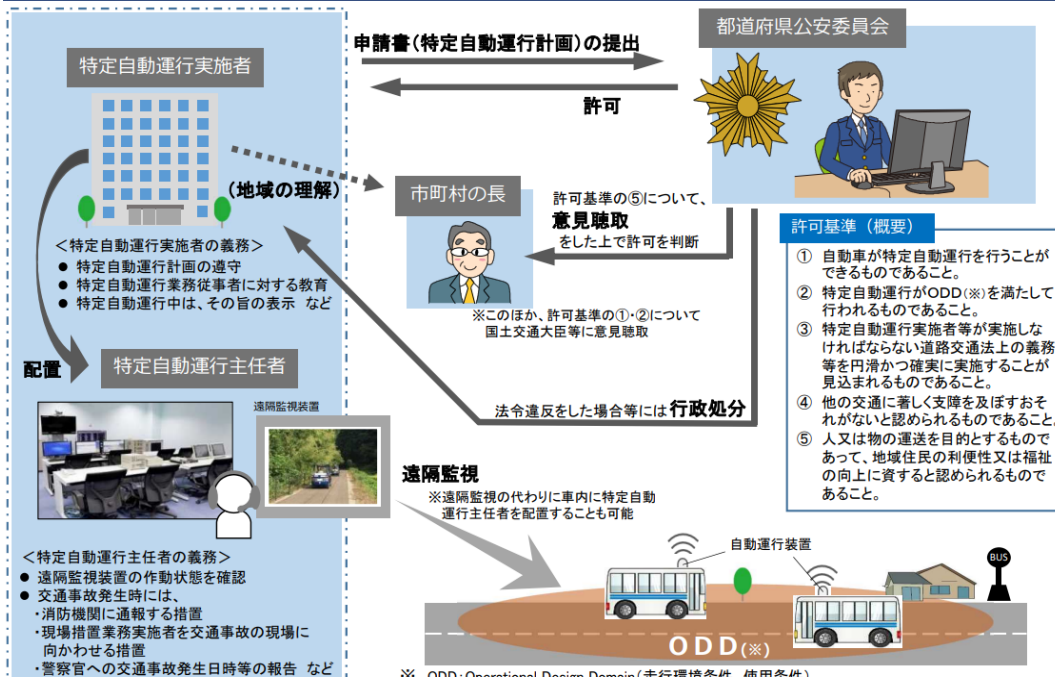 特定自動運行実施者
申請書(特定自動運行計画)の提出
都道府県公安委員会
許可
(地域の理解)
市町村の長
許可基準の⑤について、
意見聴取
をした上で許可を判断
※このほか、許可基準の①・②について
国土交通大臣等に意見聴取
<特定自動運行実施者の義務>
● 特定自動運行計画の遵守
● 特定自動運行業務従事者に対する教育
● 特定自動運行中は、その旨の表示 など
許可基準(概要)
① 自動車が特定自動運行を行うことが
できるものであること。
② 特定自動運行がODD(※)を満たして
行われるものであること。
③ 特定自動運行実施者等が実施しな
ければならない道路交通法上の義務
等を円滑かつ確実に実施することが
見込まれるものであること。
④ 他の交通に著しく支障を及ぼすおそ
れがないと認められるものであること。
⑤ 人又は物の運送を目的とするもので
あって、地域住民の利便性又は福祉
の向上に資すると認められるもので
あること。
配置
特定自動運行主任者
遠隔監視装置
法令違反をした場合等には行政処分
遠隔監視
※遠隔監視の代わりに車内に特定自動
運行主任者を配置することも可能
<特定自動運行主任者の義務>
● 遠隔監視装置の作動状態を確認
● 交通事故発生時には、
・消防機関に通報する措置
・現場措置業務実施者を交通事故の現場に
向かわせる措置
・警察官への交通事故発生日時等の報告 など
自動運行装置
BUS
ODD(※)
※ ODD:Operational Design Domain(走行環境条件、使用条件)